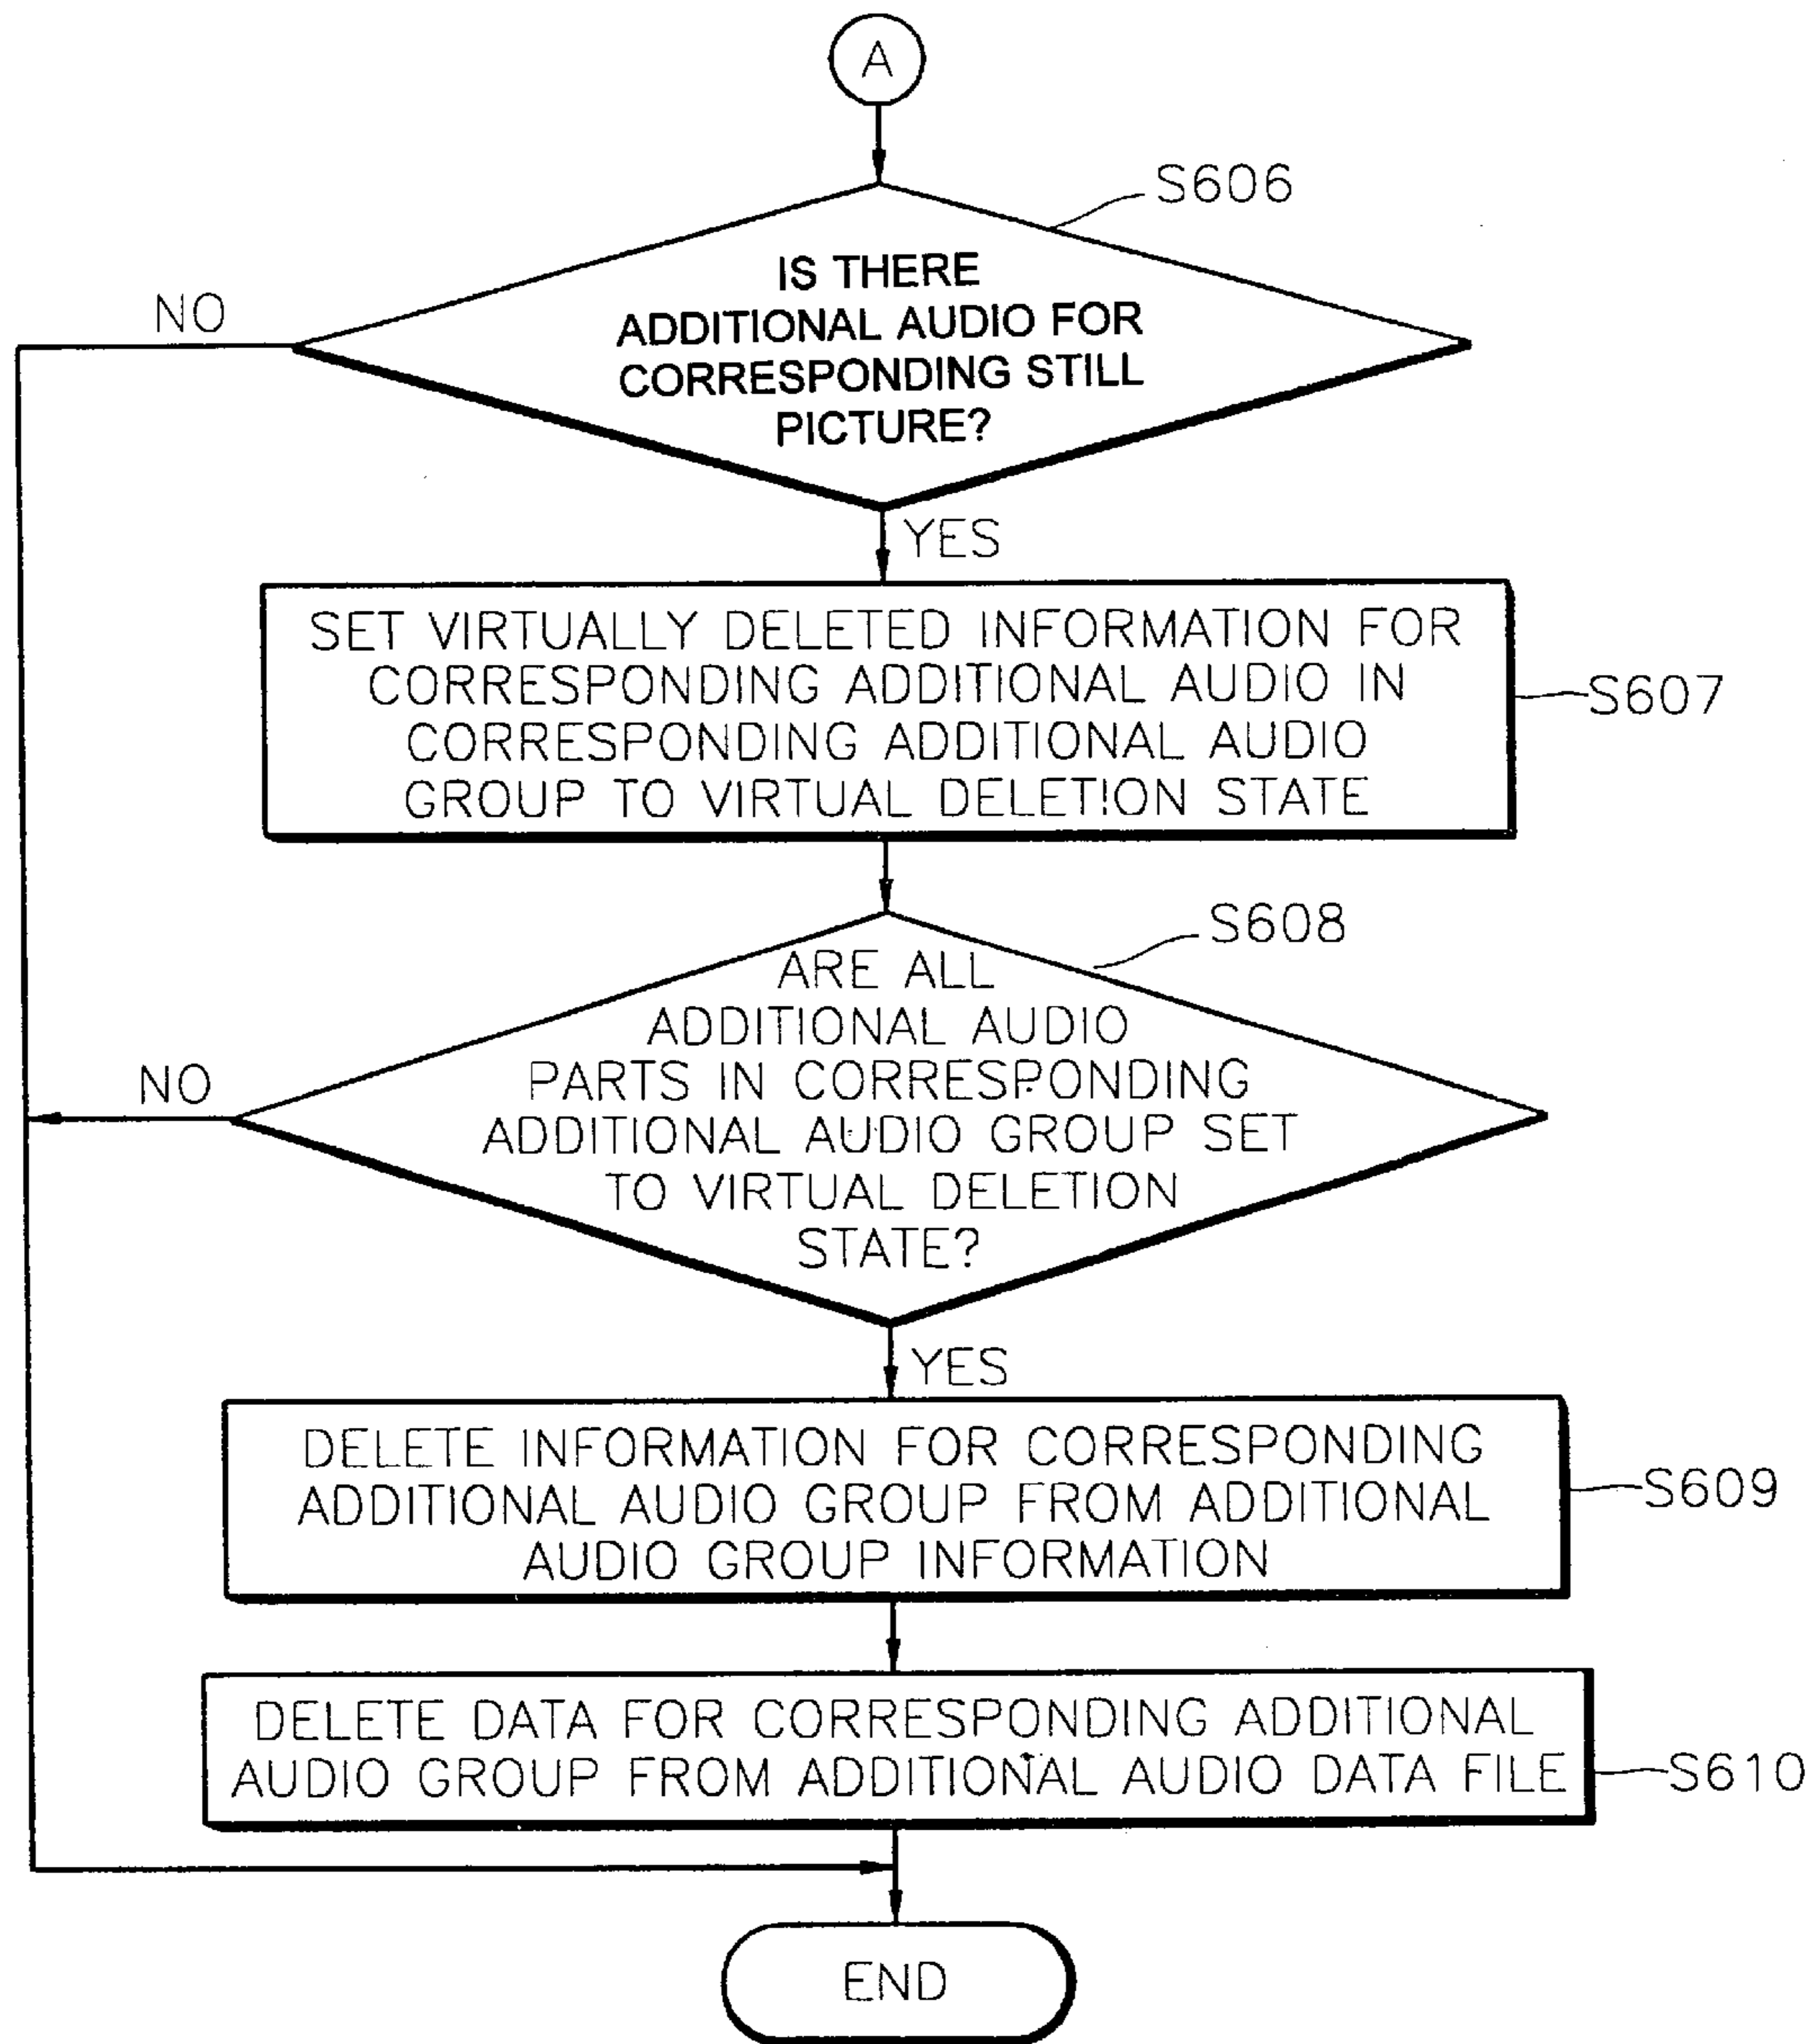 A
S606
IS THERE
ADDITIONAL AUDIO FOR
CORRESPONDING STILL
PICTURE?
NO
YES
SET VIRTUALLY DELETED INFORMATION FOR
CORRESPONDING ADDITIONAL AUDIO IN
CORRESPONDING ADDITIONAL AUDIO
GROUP TO VIRTUAL DELETION STATE
S607
S608
ARE ALL
ADDITIONAL AUDIO
PARTS IN CORRESPONDING
ADDITIONAL AUDIO GROUP SET
TO VIRTUAL DELETION
STATE?
NO
YES
DELETE INFORMATION FOR CORRESPONDING
ADDITIONAL AUDIO GROUP FROM ADDITIONAL
AUDIO GROUP INFORMATION
S609
DELETE DATA FOR CORRESPONDING ADDITIONAL
AUDIO GROUP FROM ADDITIONAL AUDIO DATA FILE
S610
END